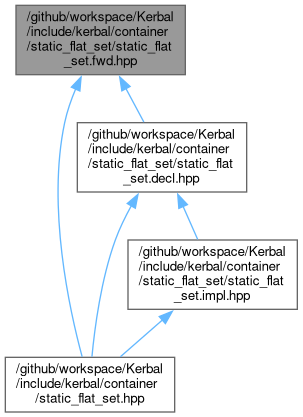 /github/workspace/Kerbal
/include/kerbal/container
/static_flat_set/static_flat
_set.fwd.hpp
/github/workspace/Kerbal
/include/kerbal/container
/static_flat_set/static_flat
_set.decl.hpp
/github/workspace/Kerbal
/include/kerbal/container
/static_flat_set/static_flat
_set.impl.hpp
/github/workspace/Kerbal
/include/kerbal/container
/static_flat_set.hpp